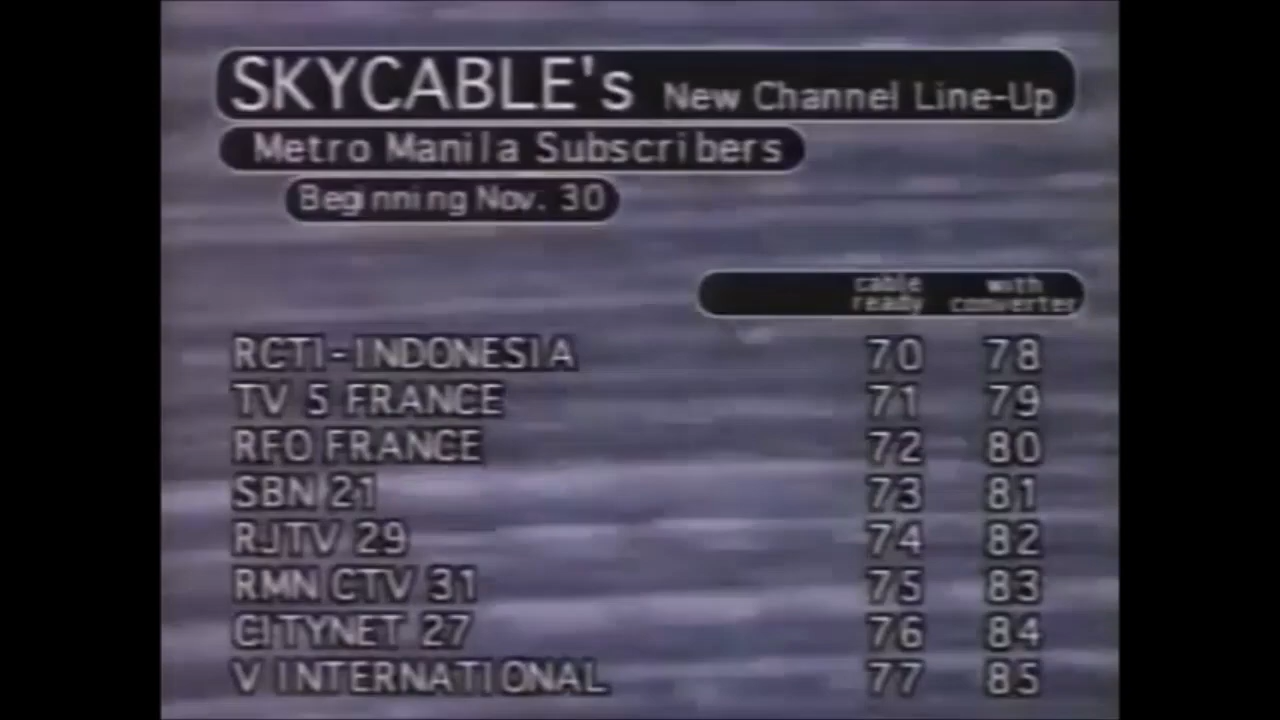 SKYCABLE's New Channel Line-Up
Metro Manila Subscribers
Beginning Nov. 30
cable ready with converter
RCTI-INDONESIA 70 78
TV 5 FRANCE 71 79
RFO FRANCE 72 80
SBN 21 73 81
RJTV 29 74 82
RMN CTV 31 75 83
CITYNET 27 76 84
V INTERNATIONAL 77 85